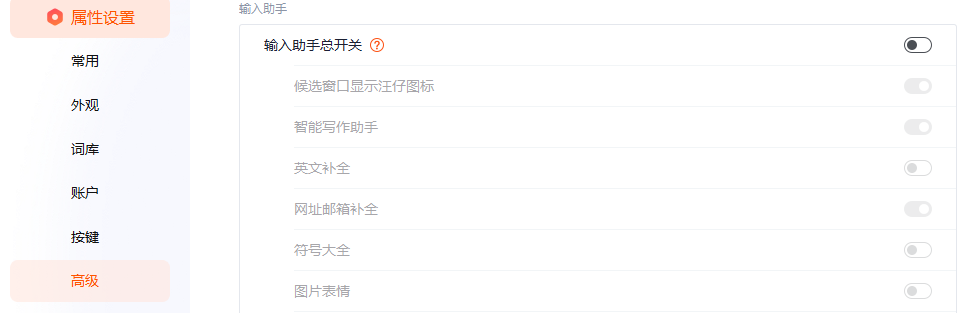 属性设置
常用
外观
词库
账户
按键
高级
输入助手
输入助手总开关 ?
候选窗口显示汪仔图标
智能写作助手
英文补全
网址邮箱补全
符号大全
图片表情